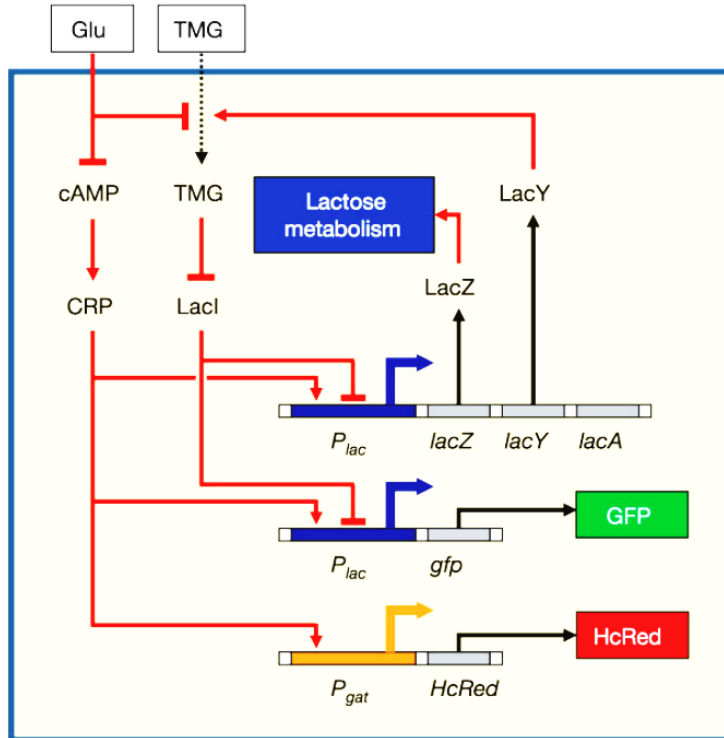 Glu
TMG
cAMP
TMG
Lactose
metabolism
LacY
CRP
LacI
LacZ
Plac
lacZ
lacY
lacA
Plac
gfp
GFP
Pgat
HcRed
HcRed